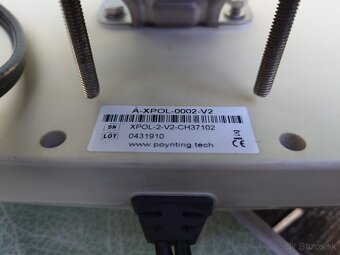 A-XPOL-0002-V2
SN XPOL-2-V2-CH37102
LOT 0431910
www.poynting.tech
CE
Bazos.sk